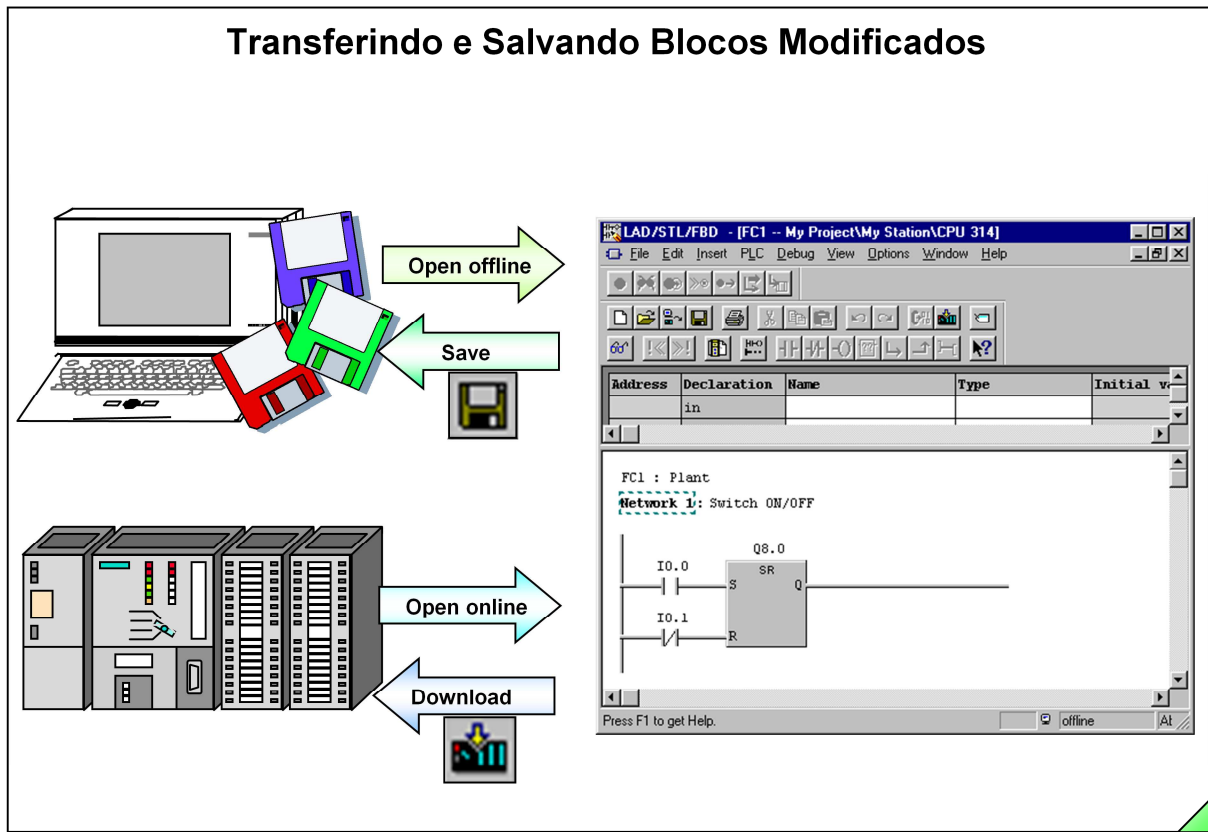 Transferindo e Salvando Blocos Modificados
Open offline
Save
Open online
Download
LAD/STL/FBD - [FC1 -- My Project\My Station\CPU 314]
File Edit Insert PLC Debug View Options Window Help
Address Declaration Name Type Initial v
in
FC1 : Plant
Network 1: Switch ON/OFF
Q8.0
I0.0
SR
S Q
I0.1
R
Press F1 to get Help.
offline